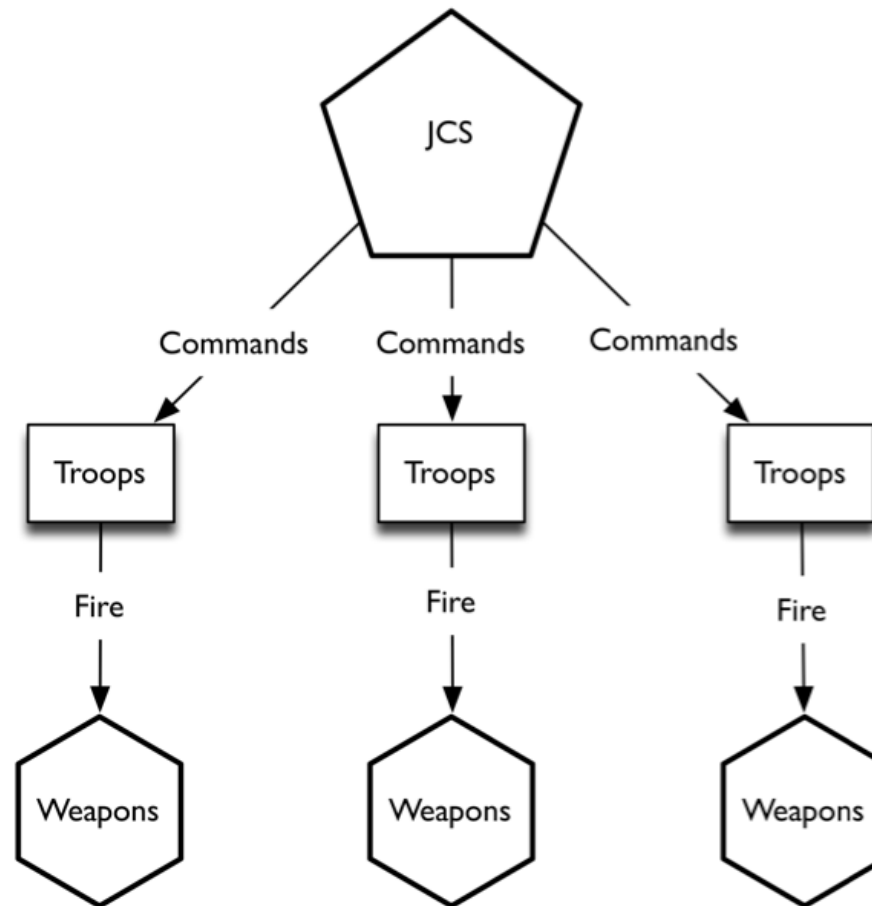 JCS
Commands
Commands
Commands
Troops
Troops
Troops
Fire
Fire
Fire
Weapons
Weapons
Weapons